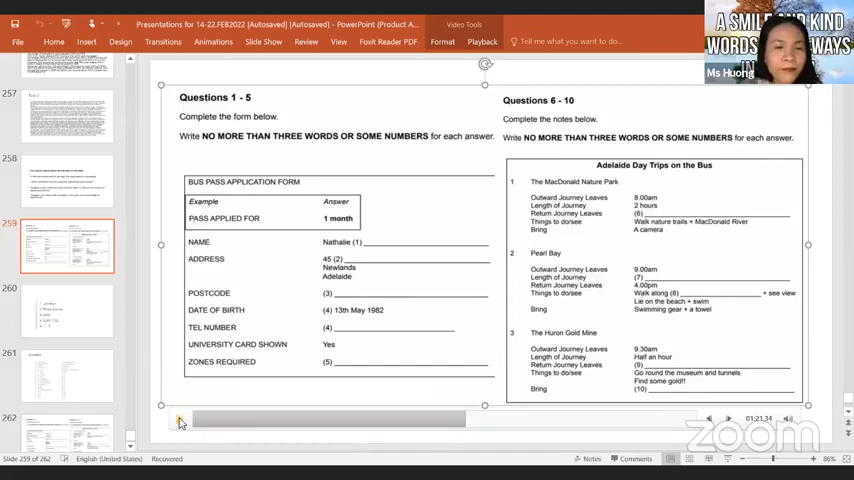 Presentations for 14-22.FEB2022 [Autosaved] [Autosaved] - PowerPoint (Product A...
Video Tools
File Home Insert Design Transitions Animations Slide Show Review View Foxit Reader PDF Format Playback Tell me what you want to do...
A SMILE AND KIND
WORDS
Ms Huong
257
258
259
260
261
262
Questions 1 - 5
Complete the form below.
Write NO MORE THAN THREE WORDS OR SOME NUMBERS for each answer.
BUS PASS APPLICATION FORM
Example Answer
PASS APPLIED FOR 1 month
NAME Nathalie (1)
ADDRESS 45 (2)
Newlands
Adelaide
POSTCODE (3)
DATE OF BIRTH (4) 13th May 1982
TEL NUMBER (4)
UNIVERSITY CARD SHOWN Yes
ZONES REQUIRED (5)
Questions 6 - 10
Complete the notes below.
Write NO MORE THAN THREE WORDS OR SOME NUMBERS for each answer.
Adelaide Day Trips on the Bus
1 The MacDonald Nature Park
Outward Journey Leaves 8.00am
Length of Journey 2 hours
Return Journey Leaves (6)
Things to do/see Walk nature trails + MacDonald River
Bring A camera
2 Pearl Bay
Outward Journey Leaves 9.00am
Length of Journey (7)
Return Journey Leaves 4.00pm
Things to do/see Walk along (8) + see view
Lie on the beach + swim
Bring Swimming gear + a towel
3 The Huron Gold Mine
Outward Journey Leaves 9.30am
Length of Journey Half an hour
Return Journey Leaves (9)
Things to do/see Go round the museum and tunnels
Find some gold!!
Bring (10)
01:21.34
zoom
Slide 259 of 262 English (United States) Recovered Notes Comments 86%